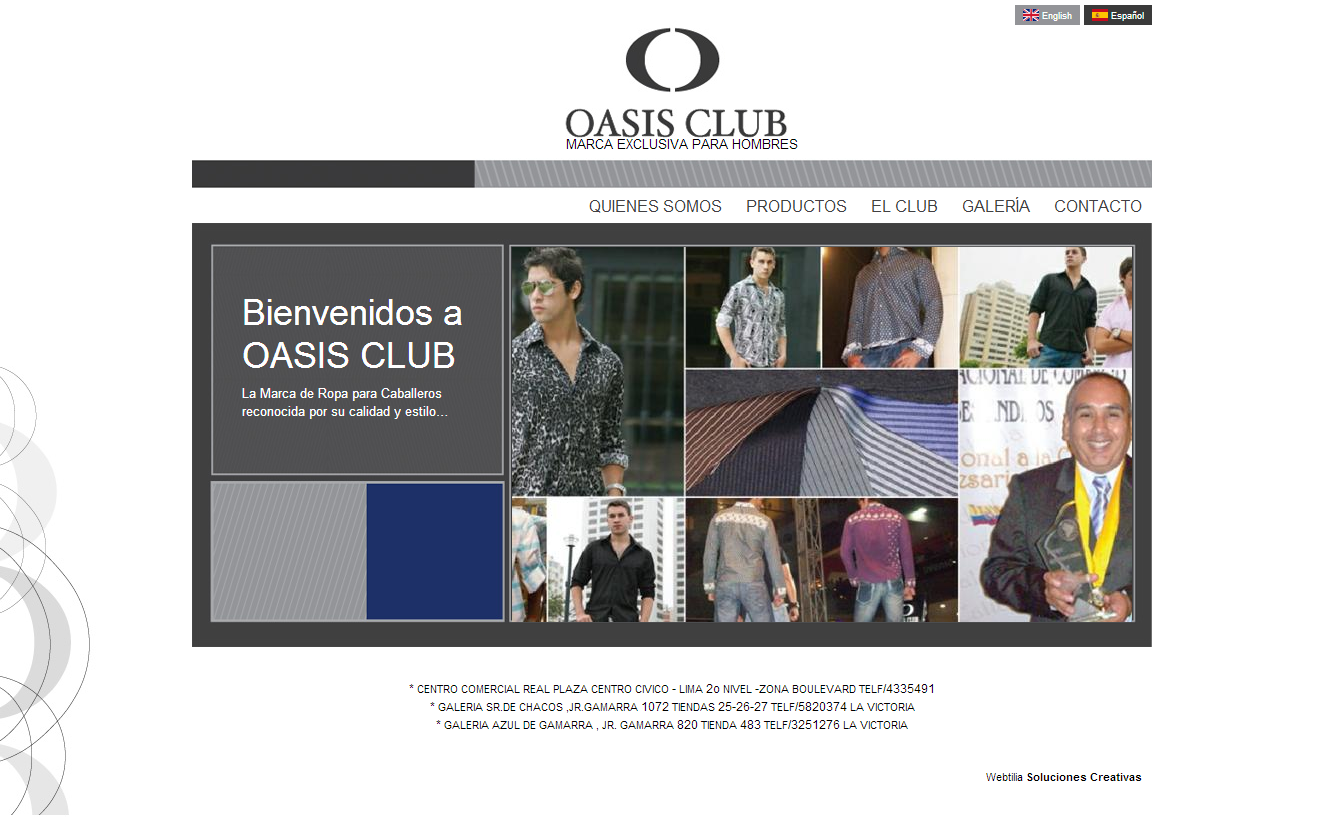 English Español
OASIS CLUB
MARCA EXCLUSIVA PARA HOMBRES
QUIENES SOMOS PRODUCTOS EL CLUB GALERÍA CONTACTO
Bienvenidos a
OASIS CLUB
La Marca de Ropa para Caballeros
reconocida por su calidad y estilo...
* CENTRO COMERCIAL REAL PLAZA CENTRO CIVICO - LIMA 2o NIVEL -ZONA BOULEVARD TELF/4335491
* GALERIA SR.DE CHACOS ,JR.GAMARRA 1072 TIENDAS 25-26-27 TELF/5820374 LA VICTORIA
* GALERIA AZUL DE GAMARRA , JR. GAMARRA 820 TIENDA 483 TELF/3251276 LA VICTORIA
Webtilia Soluciones Creativas